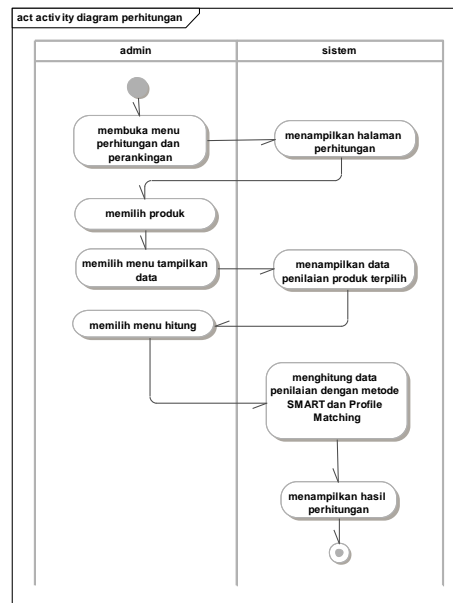 act activity diagram perhitungan
admin
sistem
membuka menu
perhitungan dan
perankingan
menampilkan halaman
perhitungan
memilih produk
memilih menu tampilkan
data
menampilkan data
penilaian produk terpilih
memilih menu hitung
menghitung data
penilaian dengan metode
SMART dan Profile
Matching
menampilkan hasil
perhitungan